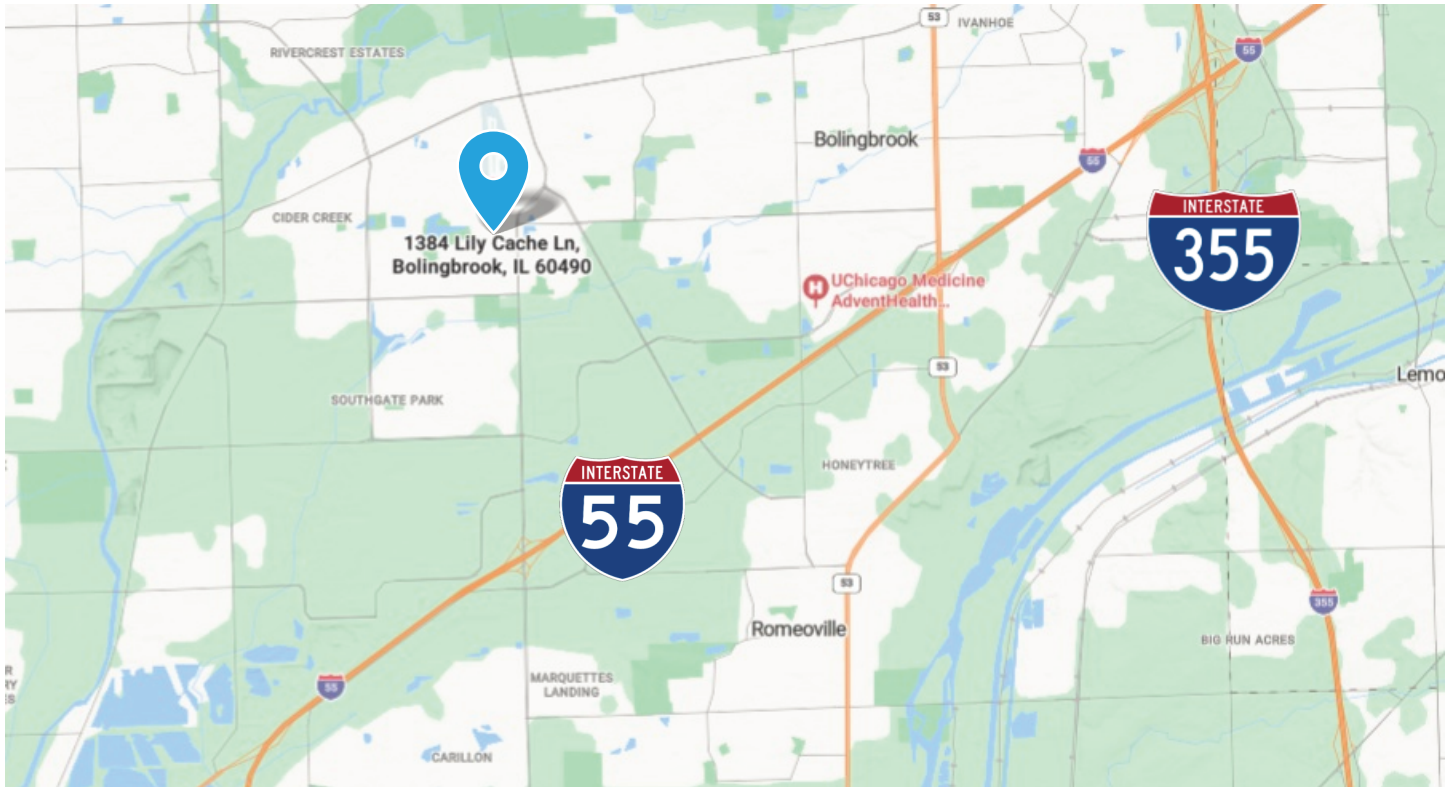 53
IVANHOE
RIVERCREST ESTATES
55
Bolingbrook
55
INTERSTATE
355
CIDER CREEK
1384 Lily Cache Ln,
Bolingbrook, IL 60490
UChicago Medicine
AdventHealth...
53
Lemo
SOUTHGATE PARK
HONEYTREE
INTERSTATE
55
53
355
Romeoville
BIG RUN ACRES
55
MARQUETTES
LANDING
CARILLON
R
RY
ES